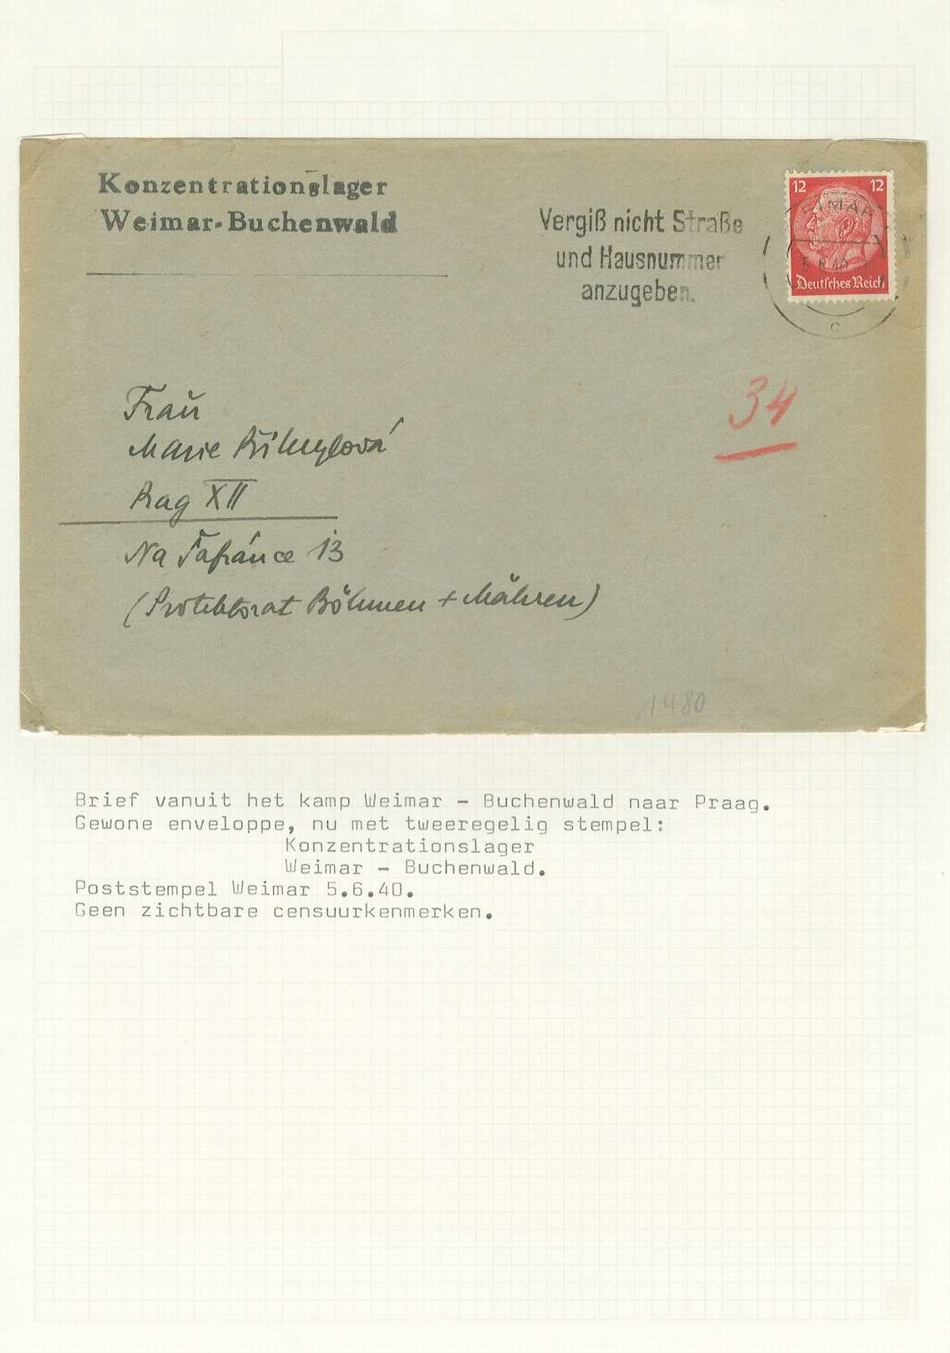 Konzentrationslager
Weimar-Buchenwald
Vergiß nicht Straße
und Hausnummer
anzugeben.
12 12
Deutsches Reich
c
34
Frau
Marie
Prag XII
Na Šafránce 13
(Protektorat Böhmen + Mähren)
1480
Brief vanuit het kamp Weimar – Buchenwald naar Praag.
Gewone enveloppe, nu met tweeregelig stempel:
Konzentrationslager
Weimar – Buchenwald.
Poststempel Weimar 5.6.40.
Geen zichtbare censuurkenmerken.